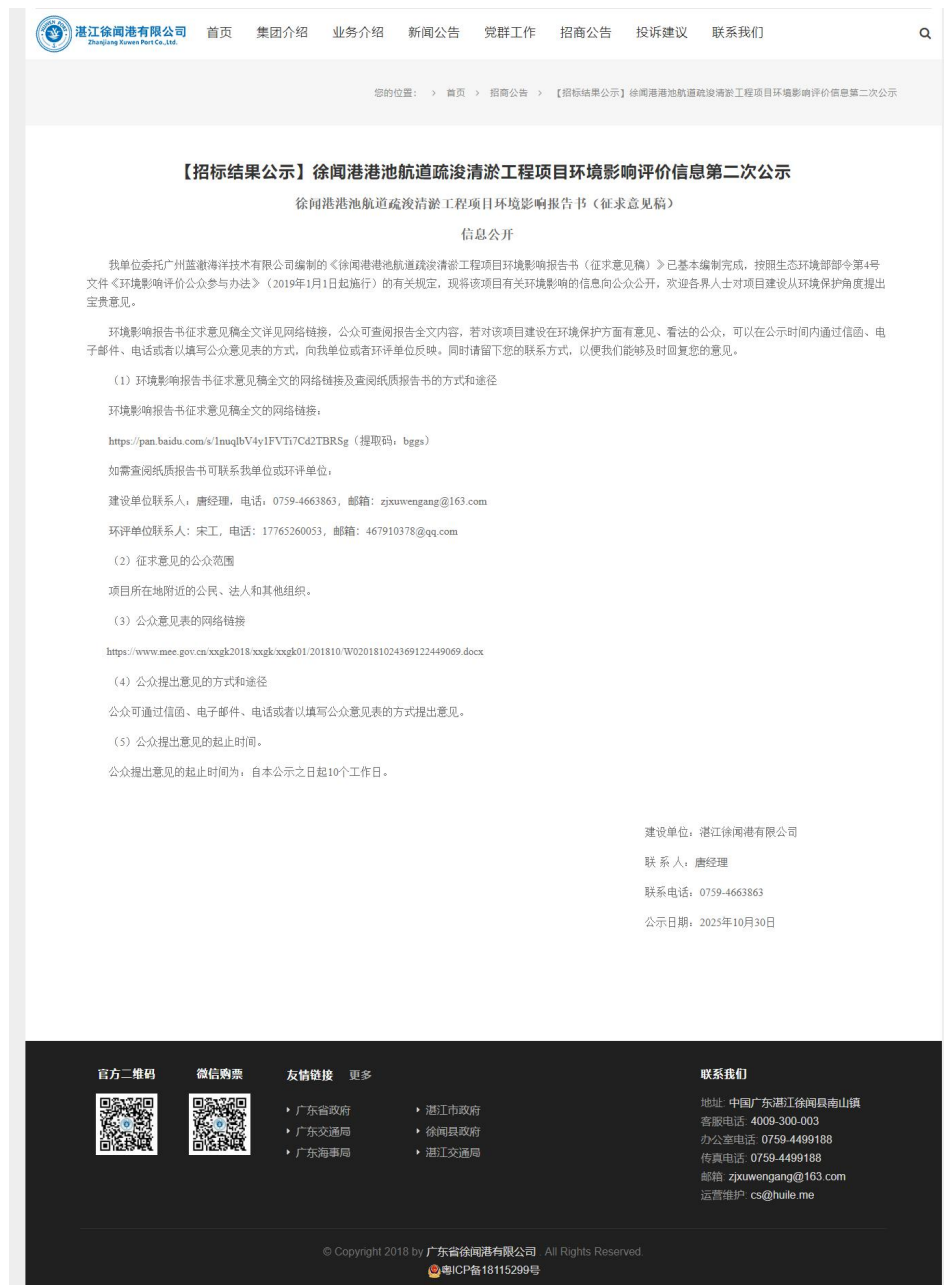 湛江徐闻港有限公司
Zhanjiang Xuwen Port Co.,Ltd.
首页 集团介绍 业务介绍 新闻公告 党群工作 招商公告 投诉建议 联系我们
您的位置： > 首页 > 招商公告 > 【招标结果公示】徐闻港港池航道疏浚清淤工程项目环境影响评价信息第二次公示
【招标结果公示】徐闻港港池航道疏浚清淤工程项目环境影响评价信息第二次公示
徐闻港港池航道疏浚清淤工程项目环境影响报告书（征求意见稿）
信息公开
我单位委托广州蓝瀚海洋技术有限公司编制的《徐闻港港池航道疏浚清淤工程项目环境影响报告书（征求意见稿）》已基本编制完成，按照生态环境部部令第4号
文件《环境影响评价公众参与办法》（2019年1月1日起施行）的有关规定，现将该项目有关环境影响的信息向公众公开，欢迎各界人士对项目建设从环境保护角度提出
宝贵意见。
环境影响报告书征求意见稿全文详见网络链接，公众可查阅报告全文内容，若对该项目建设在环境保护方面有意见、看法的公众，可以在公示时间内通过信函、电
子邮件、电话或者以填写公众意见表的方式，向我单位或者环评单位反映。同时请留下您的联系方式，以便我们能够及时回复您的意见。
（1）环境影响报告书征求意见稿全文的网络链接及查阅纸质报告书的方式和途径
环境影响报告书征求意见稿全文的网络链接：
https://pan.baidu.com/s/1nuqlbV4y1FVTi7Cd2TBRSg（提取码：bggs）
如需查阅纸质报告书可联系我单位或环评单位：
建设单位联系人：唐经理，电话：0759-4663863，邮箱：zjxuwengang@163.com
环评单位联系人：宋工，电话：17765260053，邮箱：467910378@qq.com
（2）征求意见的公众范围
项目所在地附近的公民、法人和其他组织。
（3）公众意见表的网络链接
https://www.mee.gov.cn/xxgk2018/xxgk/xxgk01/201810/W020181024369122449069.docx
（4）公众提出意见的方式和途径
公众可通过信函、电子邮件、电话或者以填写公众意见表的方式提出意见。
（5）公众提出意见的起止时间。
公众提出意见的起止时间为：自本公示之日起10个工作日。
建设单位：湛江徐闻港有限公司
联 系 人：唐经理
联系电话：0759-4663863
公示日期：2025年10月30日
官方二维码 微信购票 友情链接 更多 联系我们
广东省政府 湛江市政府
广东交通局 徐闻县政府
广东海事局 湛江交通局
地址: 中国广东湛江徐闻县南山镇
客服电话: 4009-300-003
办公室电话: 0759-4499188
传真电话: 0759-4499188
邮箱: zjxuwengang@163.com
运营维护: cs@huile.me
© Copyright 2018 by 广东省徐闻港有限公司 . All Rights Reserved.
粤ICP备18115299号